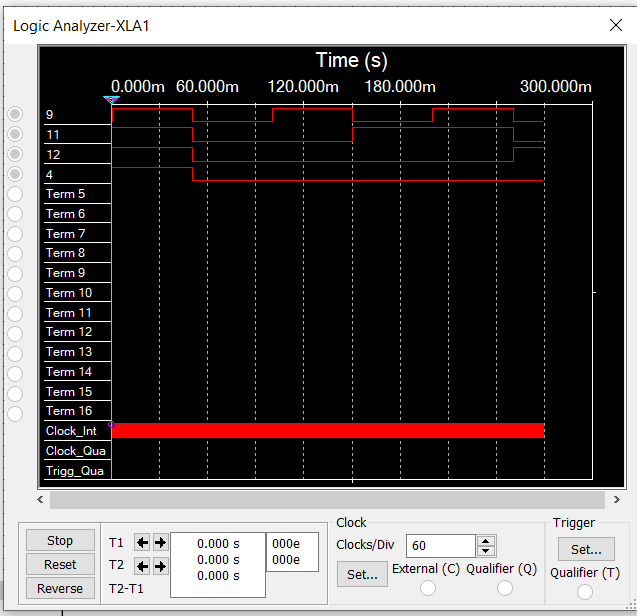 Logic Analyzer-XLA1
Time (s)
0.000m 60.000m 120.000m 180.000m 300.000m
9
11
12
4
Term 5
Term 6
Term 7
Term 8
Term 9
Term 10
Term 11
Term 12
Term 13
Term 14
Term 15
Term 16
Clock_Int
Clock_Qua
Trigg_Qua
Stop
Reset
Reverse
T1
T2
T2-T1
0.000 s
0.000 s
0.000 s
000e
000e
Clock
Clocks/Div 60
Set...
External (C) Qualifier (Q)
Trigger
Set...
Qualifier (T)